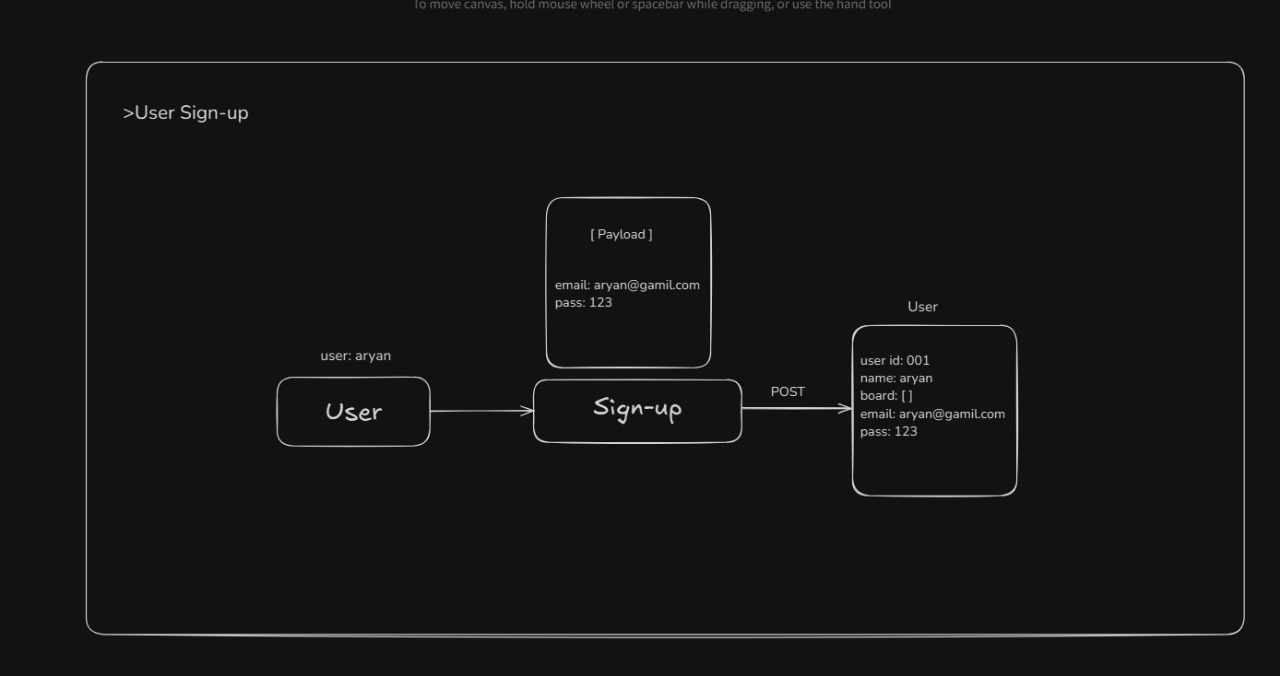 To move canvas, hold mouse wheel or spacebar while dragging, or use the hand tool
>User Sign-up
[ Payload ]
email: aryan@gamil.com
pass: 123
user: aryan
User
Sign-up
POST
User
user id: 001
name: aryan
board: [ ]
email: aryan@gamil.com
pass: 123